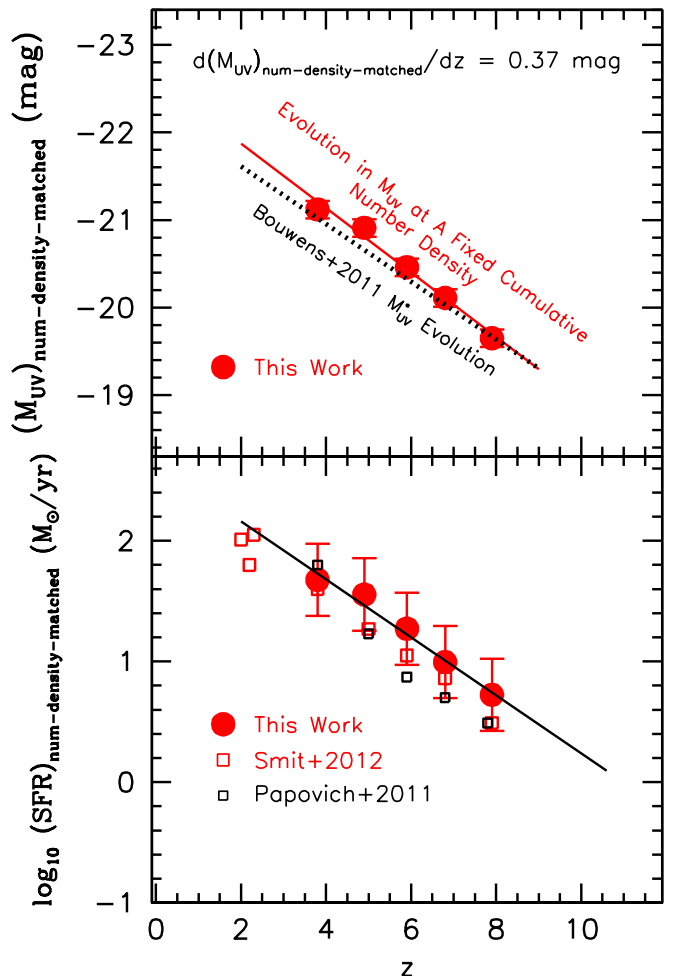 −23
−22
−21
−20
−19
(M_UV)_num−density−matched (mag)
d(M_UV)_num−density−matched/dz = 0.37 mag
Evolution in M_UV at A Fixed Cumulative
Number Density
Bouwens+2011 M*_UV Evolution
This Work
2
1
0
−1
log_10 (SFR)_num−density−matched (M_⊙/yr)
This Work
Smit+2012
Papovich+2011
0 2 4 6 8 10
z